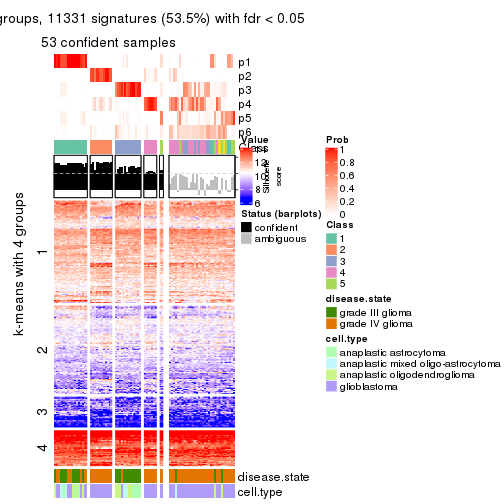 groups, 11331 signatures (53.5%) with fdr < 0.05
53 confident samples
p1
p2
p3
p4
p5
p6
Value
12
10
8
6
Silhouette
score
Prob
1
0.8
0.6
0.4
0.2
0
Status (barplots)
confident
ambiguous
Class
1
2
3
4
5
disease.state
grade III glioma
grade IV glioma
cell.type
anaplastic astrocytoma
anaplastic mixed oligo-astrocytoma
anaplastic oligodendroglioma
glioblastoma
k-means with 4 groups
1
2
3
4
disease.state
cell.type